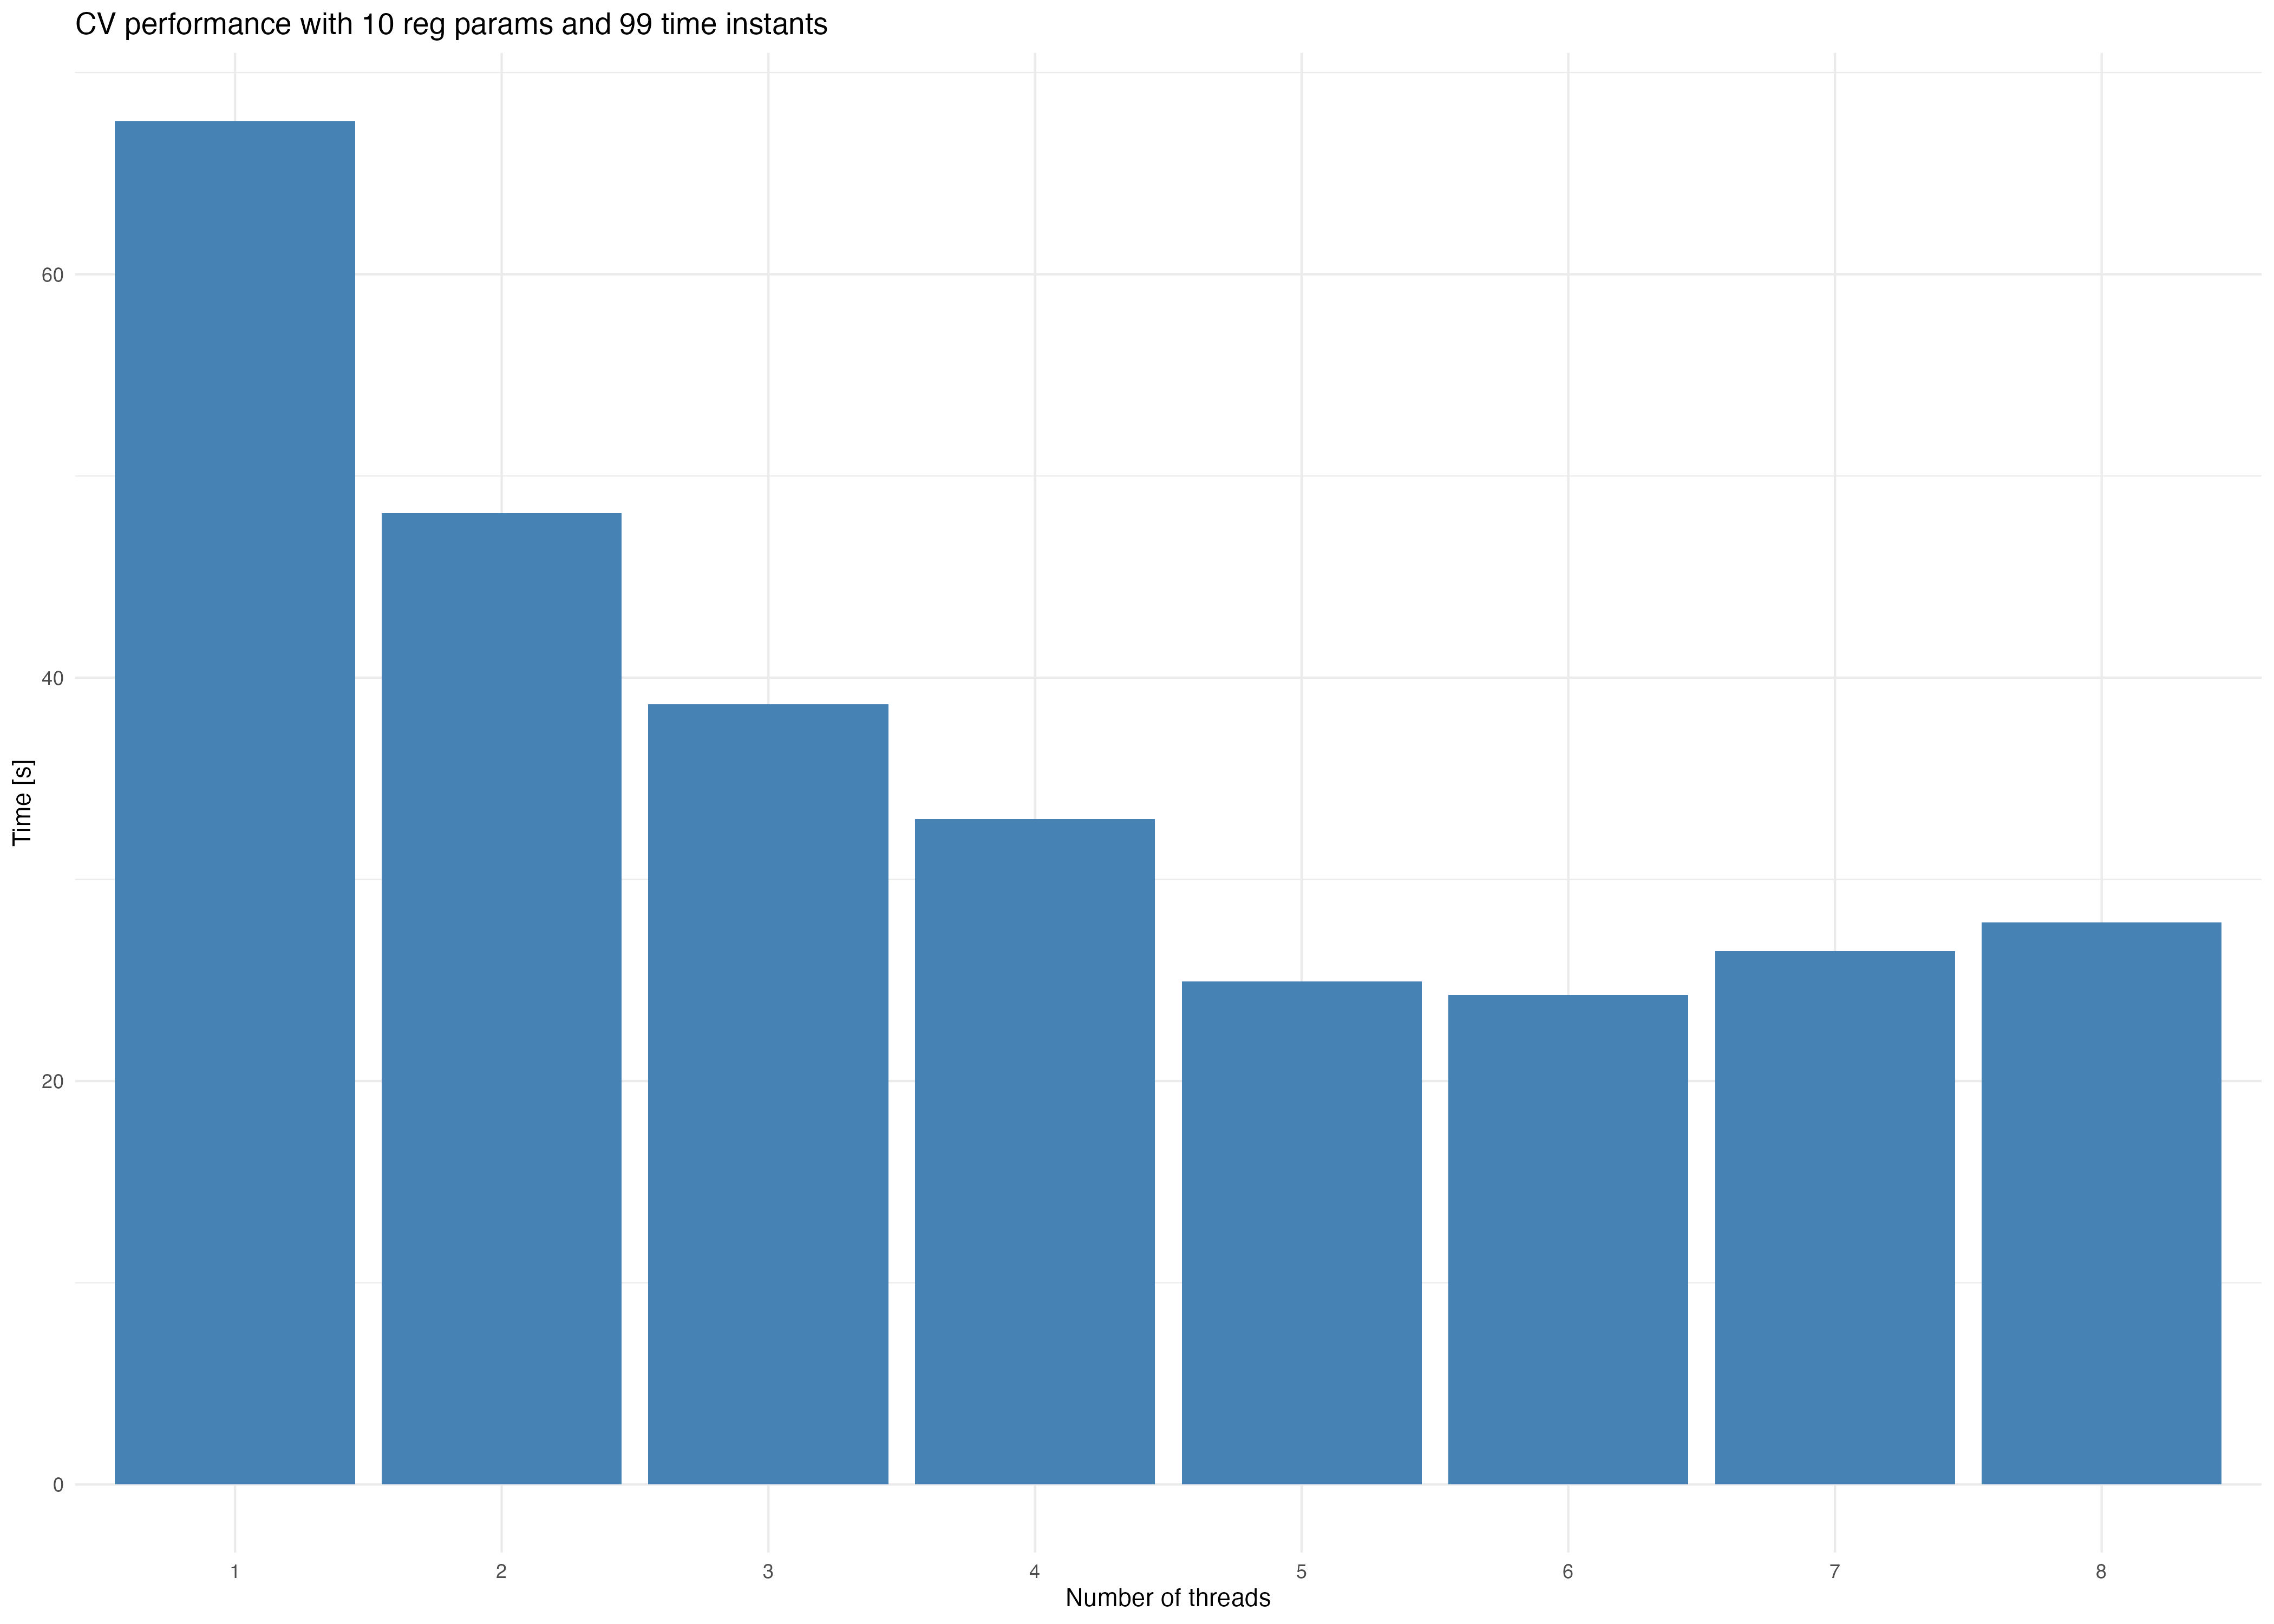 CV performance with 10 reg params and 99 time instants
60
40
20
0
Time [s]
1 2 3 4 5 6 7 8
Number of threads